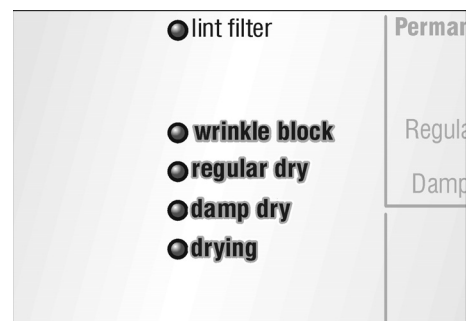 lint filter
wrinkle block
regular dry
damp dry
drying